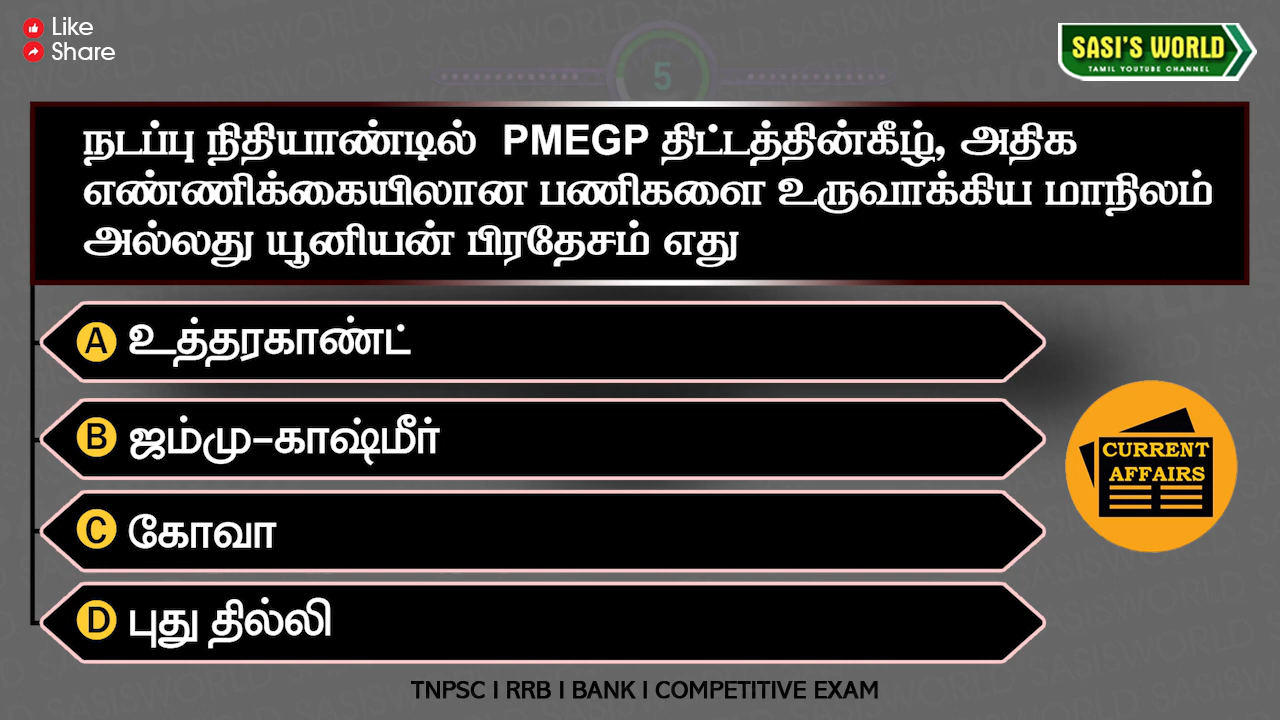 Like
Share
SASI'S WORLD
TAMIL YOUTUBE CHANNEL
5
நடப்பு நிதியாண்டில் PMEGP திட்டத்தின்கீழ், அதிக
எண்ணிக்கையிலான பணிகளை உருவாக்கிய மாநிலம்
அல்லது யூனியன் பிரதேசம் எது
A உத்தரகாண்ட்
B ஜம்மு-காஷ்மீர்
C கோவா
D புது தில்லி
CURRENT
AFFAIRS
TNPSC I RRB I BANK I COMPETITIVE EXAM